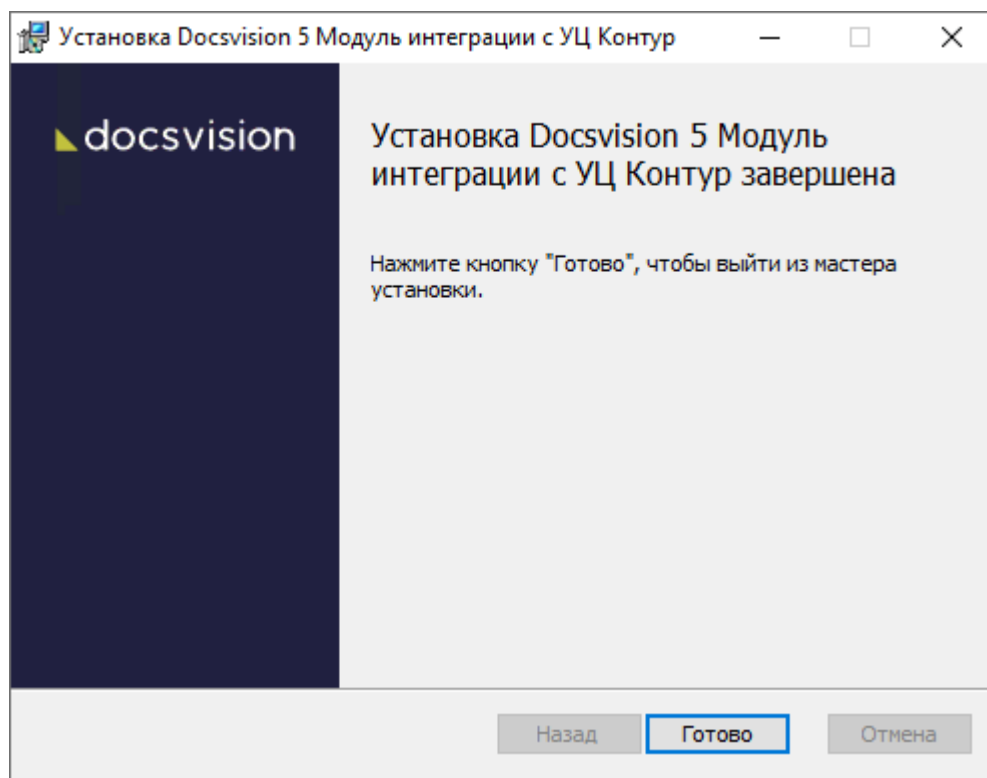 Установка Docsvision 5 Модуль интеграции с УЦ Контур
docsvision
Установка Docsvision 5 Модуль
интеграции с УЦ Контур завершена
Нажмите кнопку "Готово", чтобы выйти из мастера
установки.
Назад
Готово
Отмена